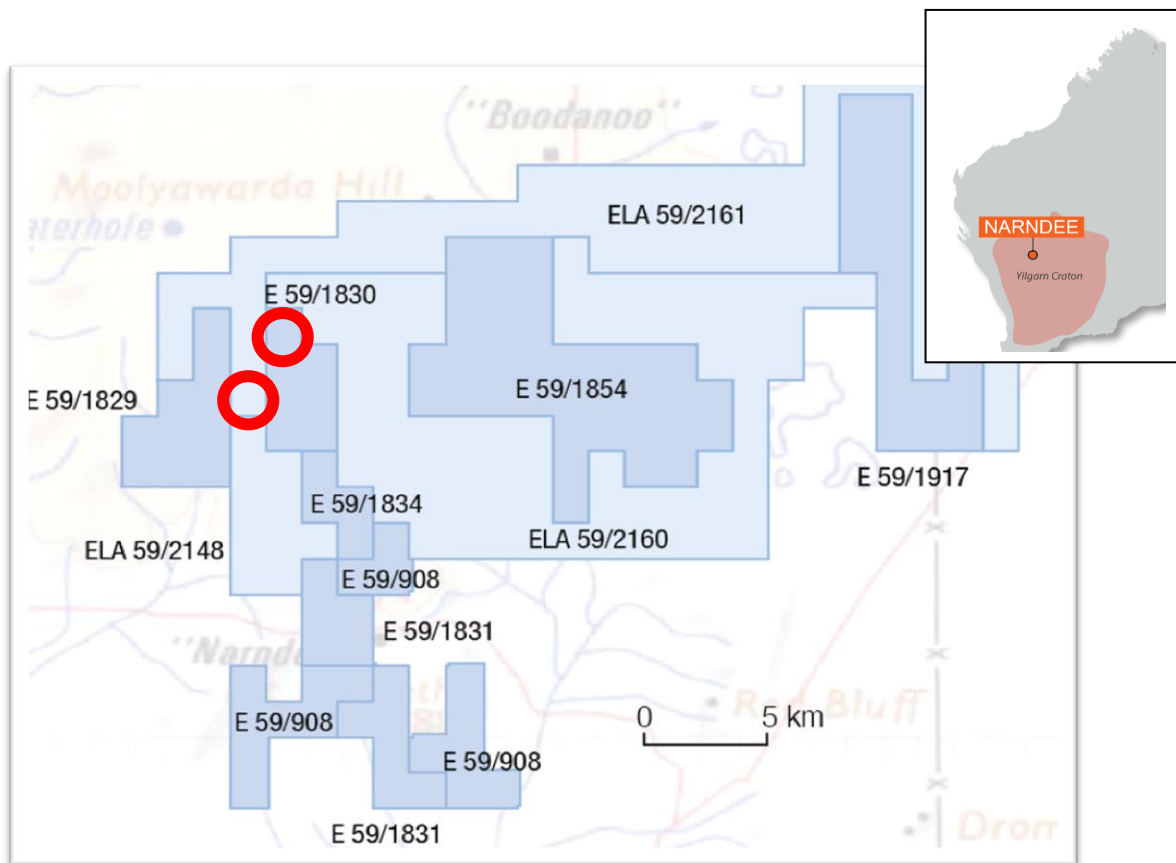 "Boodanoo"
Moolyawarda Hill
ELA 59/2161
aterhole
NARNDEE
Yilgarn Craton
E 59/1830
E 59/1829
E 59/1854
E 59/1917
E 59/1834
ELA 59/2148
ELA 59/2160
E 59/908
E 59/1831
"Narnde
0 5 km
Red Bluff
E 59/908
E 59/908
E 59/1831
Drom